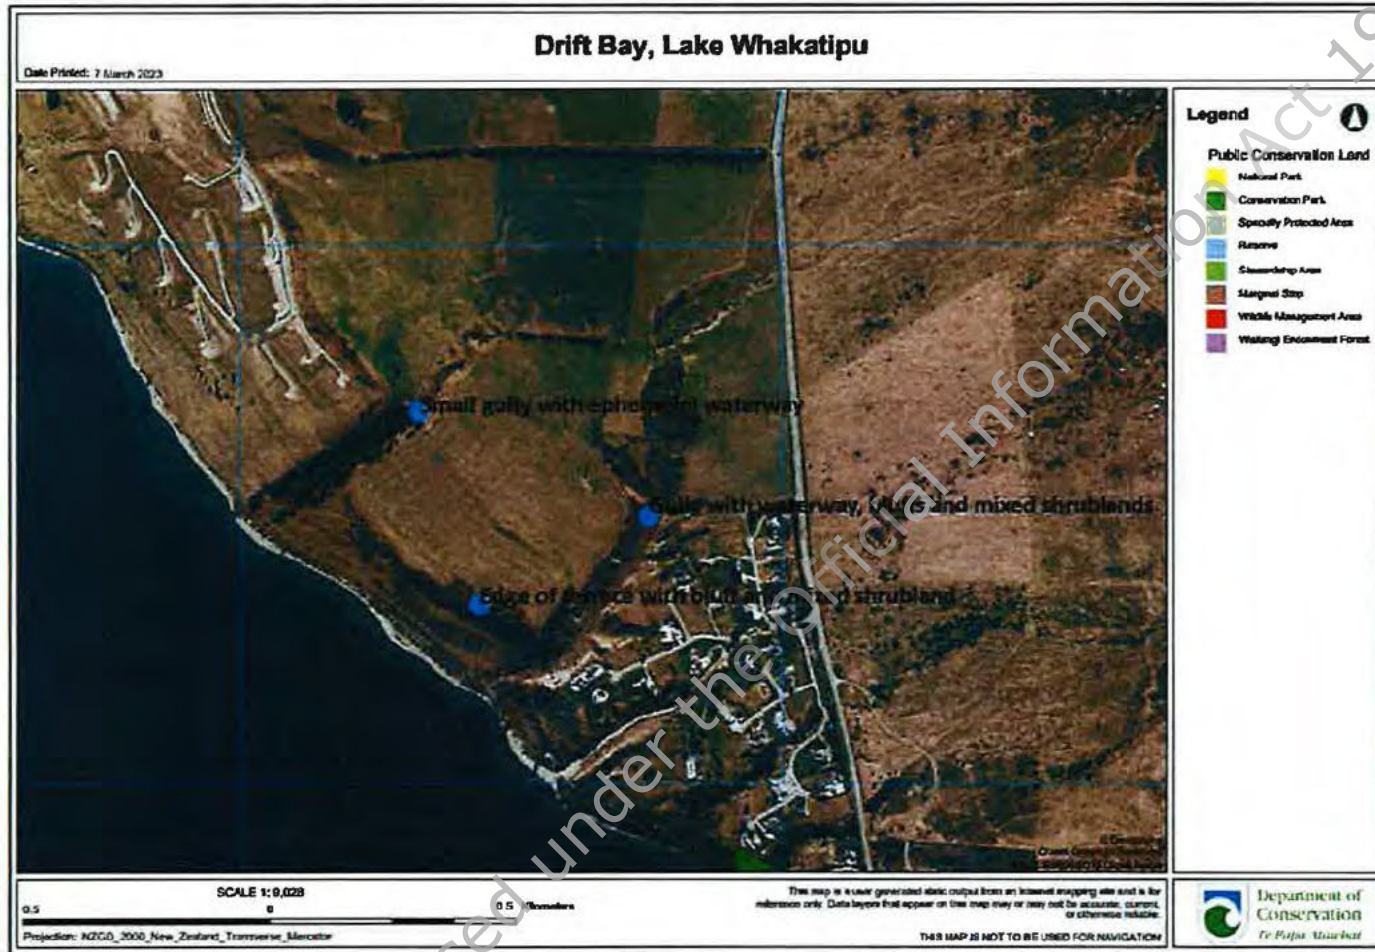 Drift Bay, Lake Whakatipu
Date Printed: 7 March 2023
Small gully with ephemeral waterway
Gully with waterway, bluffs and mixed shrublands
Edge of terrace with bluff and mixed shrubland
Legend
Public Conservation Land
National Park
Conservation Park
Specially Protected Areas
Reserve
Stewardship Area
Marginal Strip
Wildlife Management Area
Waitangi Endowment Forest
SCALE 1:9,028
0.5 0 0.5 Kilometers
Projection: NZGD_2000_New_Zealand_Transverse_Mercator
This map is a user generated static output from an Internet mapping site and is for
reference only. Data layers that appear on this map may or may not be accurate, current,
or otherwise reliable.
THIS MAP IS NOT TO BE USED FOR NAVIGATION
Department of
Conservation
Te Papa Atawhai
ed under the Official Information Act 19